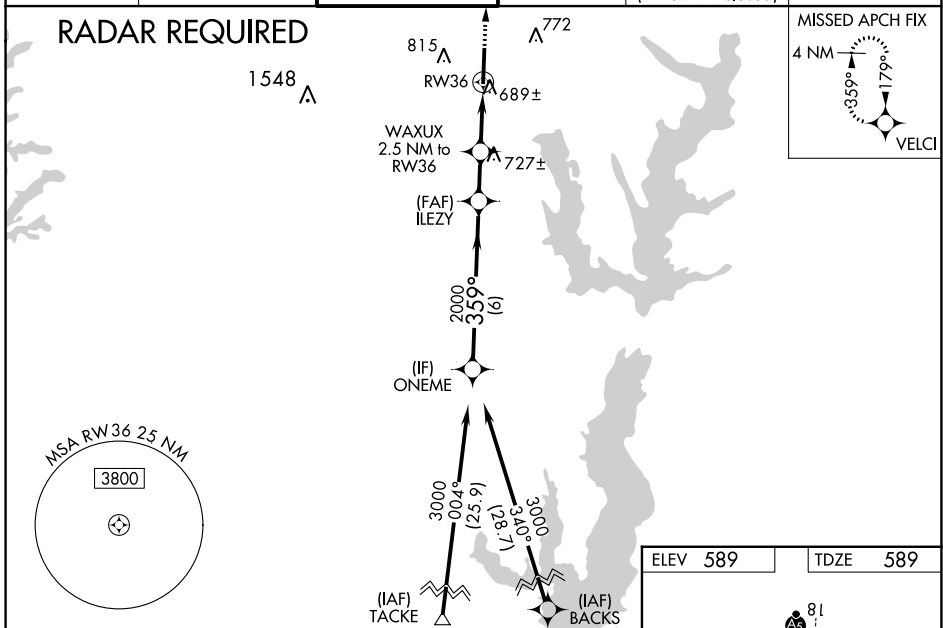 RADAR REQUIRED
815
772
1548
RW36
689±
WAXUX
2.5 NM to
RW36
727±
(FAF)
ILEZY
2000
359°
(6)
(IF)
ONEME
MISSED APCH FIX
4 NM
359°
179°
VELCI
MSA RW36 25 NM
3800
3000
004°
(25.9)
3000
340°
(28.7)
(IAF)
TACKE
(IAF)
BACKS
ELEV 589
TDZE 589
A5
18